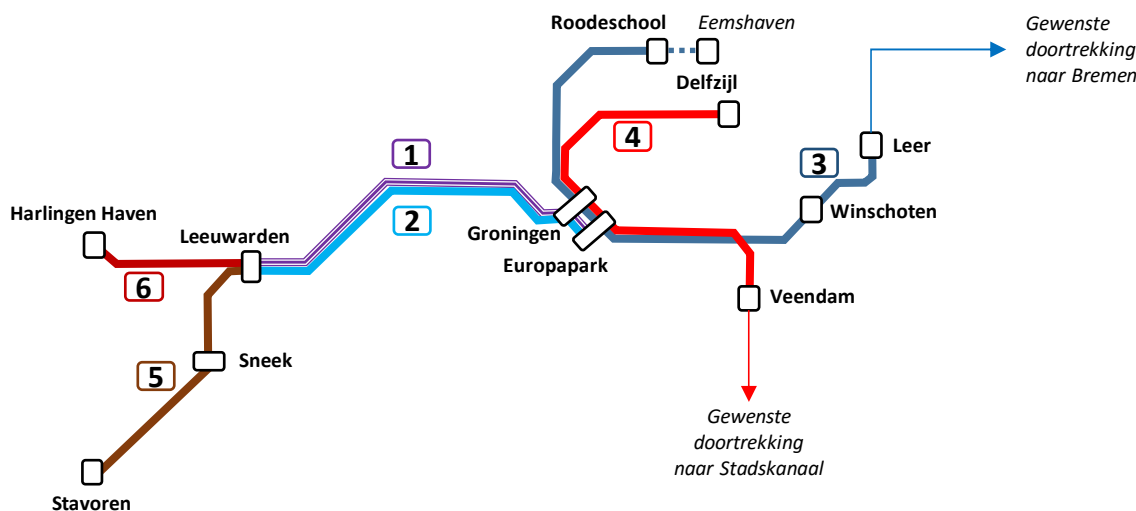 Roodeschool
Eemshaven
Gewenste
doortrekking
naar Bremen
Delfzijl
4
1
3
Leer
2
Harlingen Haven
Leeuwarden
Groningen
Winschoten
Europapark
6
Veendam
Sneek
5
Gewenste
doortrekking
naar Stadskanaal
Stavoren